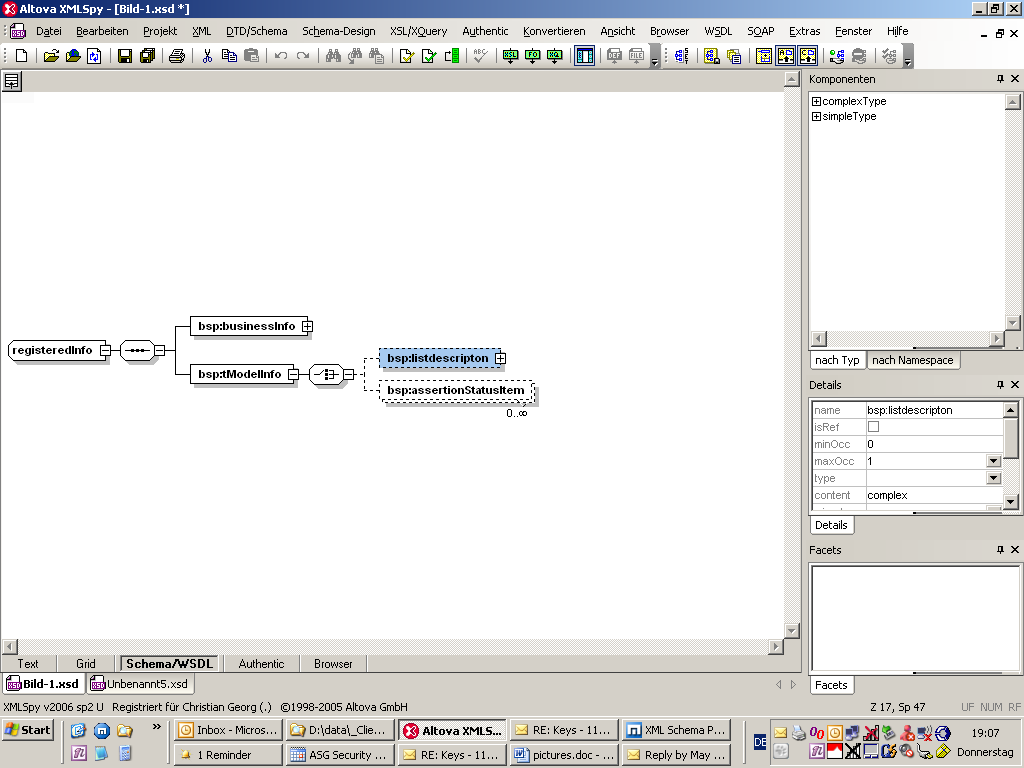 Altova XMLSpy - [Bild-1.xsd *]
Datei Bearbeiten Projekt XML DTD/Schema Schema-Design XSL/XQuery Authentic Konvertieren Ansicht Browser WSDL SOAP Extras Fenster Hilfe
Komponenten
complexType
simpleType
nach Typ nach Namespace
registeredInfo
bsp:businessInfo
bsp:tModelInfo
bsp:listdescripton
bsp:assertionStatusItem
0..∞
Details
name bsp:listdescripton
isRef
minOcc 0
maxOcc 1
type
content complex
Details
Facets
Facets
Text Grid Schema/WSDL Authentic Browser
Bild-1.xsd Unbenannt5.xsd
XMLSpy v2006 sp2 U Registriert für Christian Georg (.) ©1998-2005 Altova GmbH Z 17, Sp 47 UF NUM RF
Start » Inbox - Micros... D:\data\_Clie... Altova XMLS... RE: Keys - 11... XML Schema P... 19:07
1 Reminder ASG Security ... RE: Keys - 11... pictures.doc - ... Reply by May ... DE Donnerstag